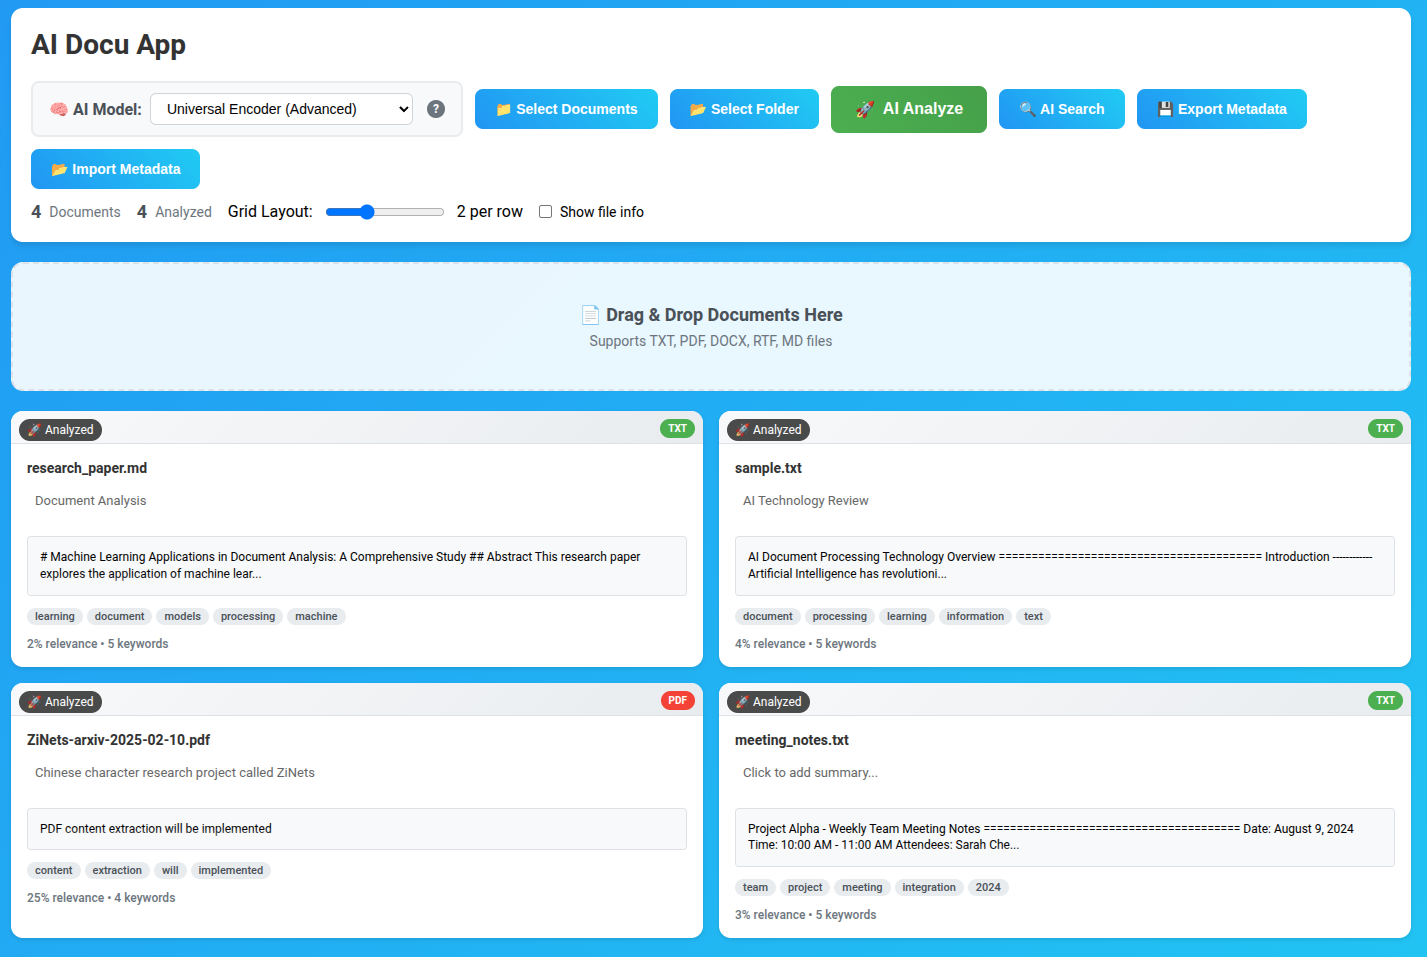 AI Docu App
🧠 AI Model: Universal Encoder (Advanced) ? 📁 Select Documents 📂 Select Folder 🚀 AI Analyze 🔍 AI Search 💾 Export Metadata
📂 Import Metadata
4 Documents 4 Analyzed Grid Layout: 2 per row Show file info
📄 Drag & Drop Documents Here
Supports TXT, PDF, DOCX, RTF, MD files
🚀 Analyzed TXT
research_paper.md
Document Analysis
# Machine Learning Applications in Document Analysis: A Comprehensive Study ## Abstract This research paper
explores the application of machine lear...
learning document models processing machine
2% relevance • 5 keywords
🚀 Analyzed TXT
sample.txt
AI Technology Review
AI Document Processing Technology Overview ======================================== Introduction ------------
Artificial Intelligence has revolutioni...
document processing learning information text
4% relevance • 5 keywords
🚀 Analyzed PDF
ZiNets-arxiv-2025-02-10.pdf
Chinese character research project called ZiNets
PDF content extraction will be implemented
content extraction will implemented
25% relevance • 4 keywords
🚀 Analyzed TXT
meeting_notes.txt
Click to add summary...
Project Alpha - Weekly Team Meeting Notes ======================================= Date: August 9, 2024
Time: 10:00 AM - 11:00 AM Attendees: Sarah Che...
team project meeting integration 2024
3% relevance • 5 keywords